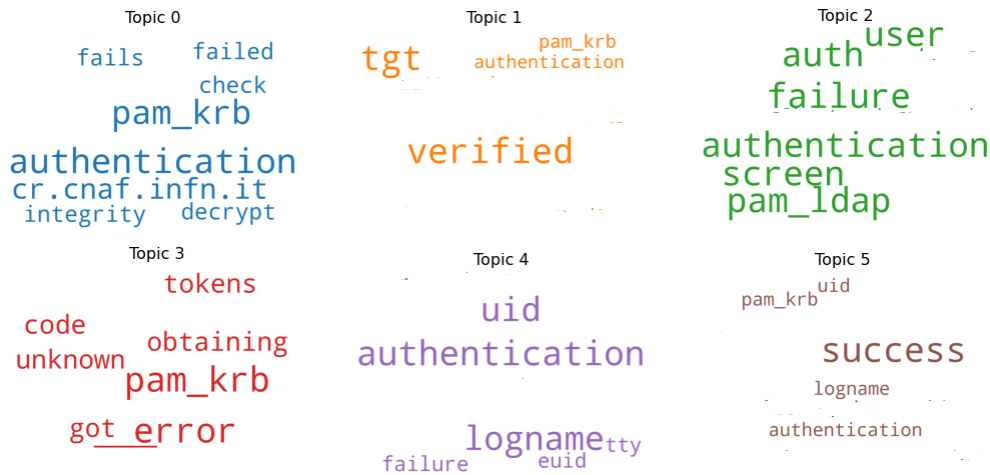 Topic 0
fails
failed
check
pam_krb
authentication
cr.cnaf.infn.it
integrity
decrypt
Topic 1
pam_krb
tgt
authentication
verified
Topic 2
user
auth
failure
authentication
screen
pam_ldap
Topic 3
tokens
code
obtaining
unknown
pam_krb
got
error
Topic 4
uid
authentication
logname
tty
failure
euid
Topic 5
uid
pam_krb
success
logname
authentication